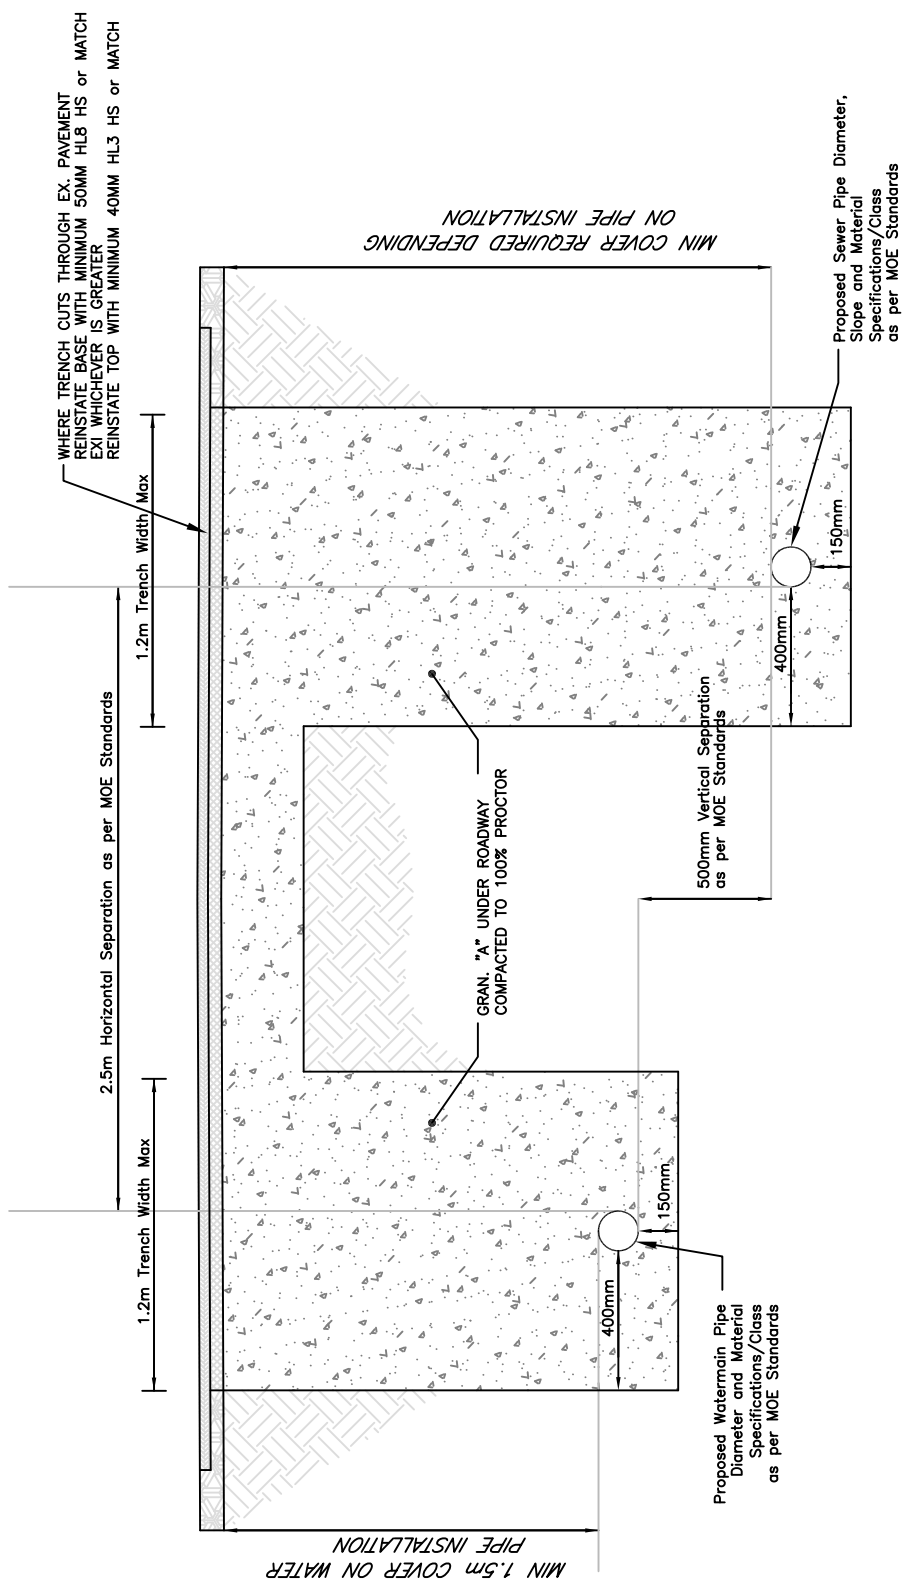 WHERE TRENCH CUTS THROUGH EX. PAVEMENT
REINSTATE BASE WITH MINIMUM 50MM HL8 HS or MATCH
EXI WHICHEVER IS GREATER
REINSTATE TOP WITH MINIMUM 40MM HL3 HS or MATCH
2.5m Horizontal Separation as per MOE Standards
1.2m Trench Width Max
1.2m Trench Width Max
MIN 1.5m COVER ON WATER
PIPE INSTALLATION
MIN COVER REQUIRED DEPENDING
ON PIPE INSTALLATION
GRAN. "A" UNDER ROADWAY
COMPACTED TO 100% PROCTOR
400mm
150mm
500mm Vertical Separation
as per MOE Standards
400mm
150mm
Proposed Watermain Pipe
Diameter and Material
Specifications/Class
as per MOE Standards
Proposed Sewer Pipe Diameter,
Slope and Material
Specifications/Class
as per MOE Standards